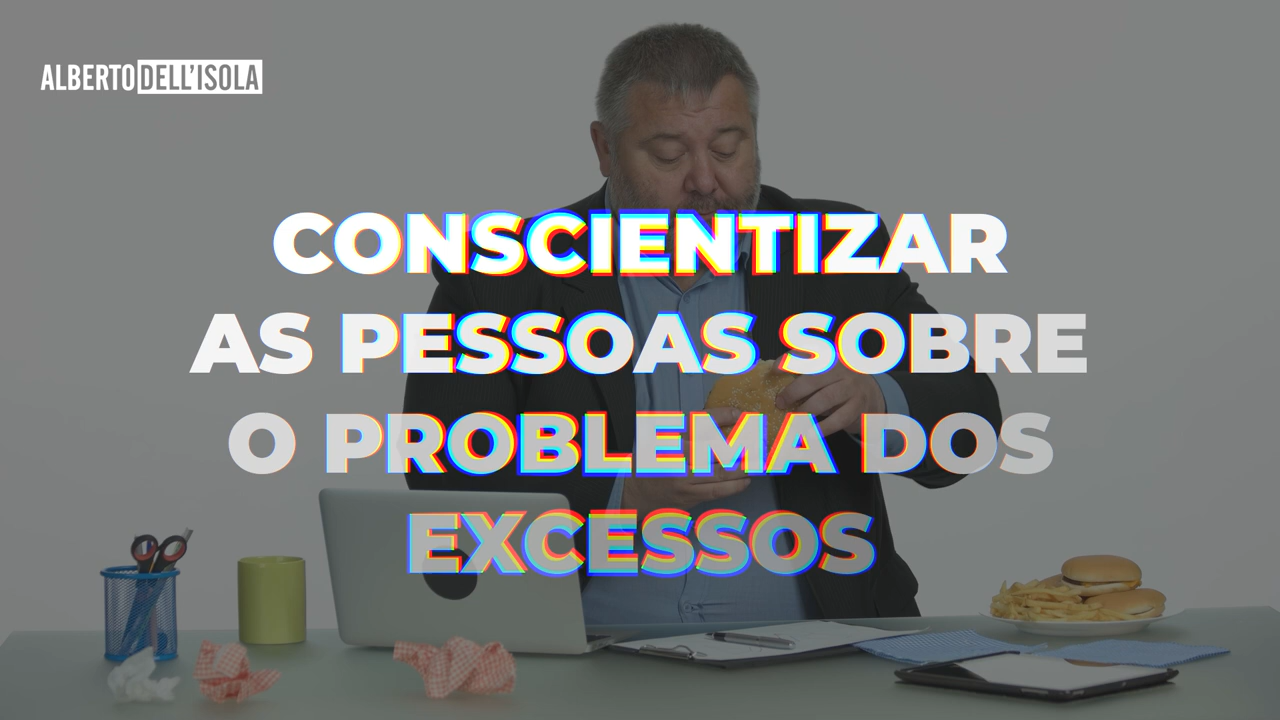 ALBERTO DELL'ISOLA
CONSCIENTIZAR
AS PESSOAS SOBRE
O PROBLEMA DOS
EXCESSOS